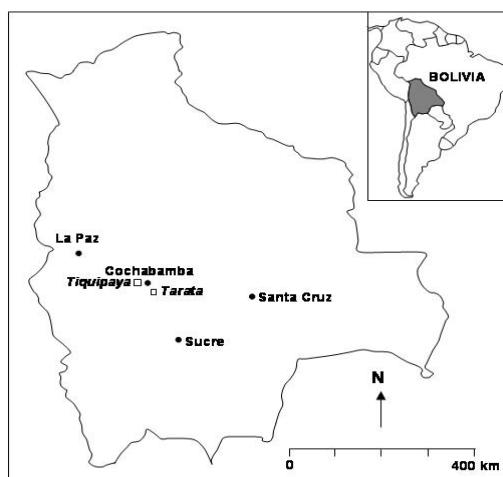 BOLIVIA
La Paz
Cochabamba
Tiquipaya
Tarata
Santa Cruz
Sucre
N
0 400 km